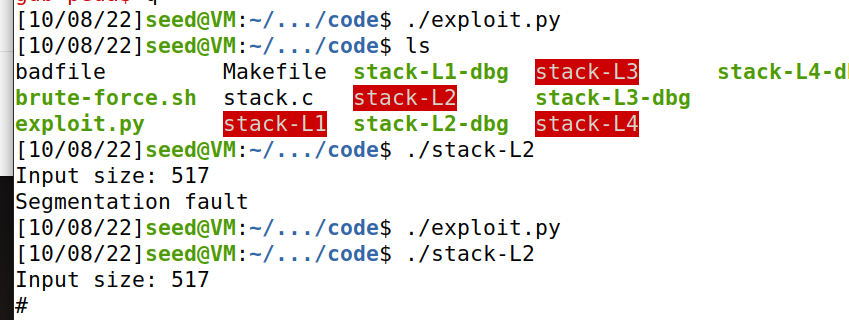 [10/08/22]seed@VM:~/.../code$ ./exploit.py
[10/08/22]seed@VM:~/.../code$ ls
badfile Makefile stack-L1-dbg stack-L3 stack-L4-d
brute-force.sh stack.c stack-L2 stack-L3-dbg
exploit.py stack-L1 stack-L2-dbg stack-L4
[10/08/22]seed@VM:~/.../code$ ./stack-L2
Input size: 517
Segmentation fault
[10/08/22]seed@VM:~/.../code$ ./exploit.py
[10/08/22]seed@VM:~/.../code$ ./stack-L2
Input size: 517
#